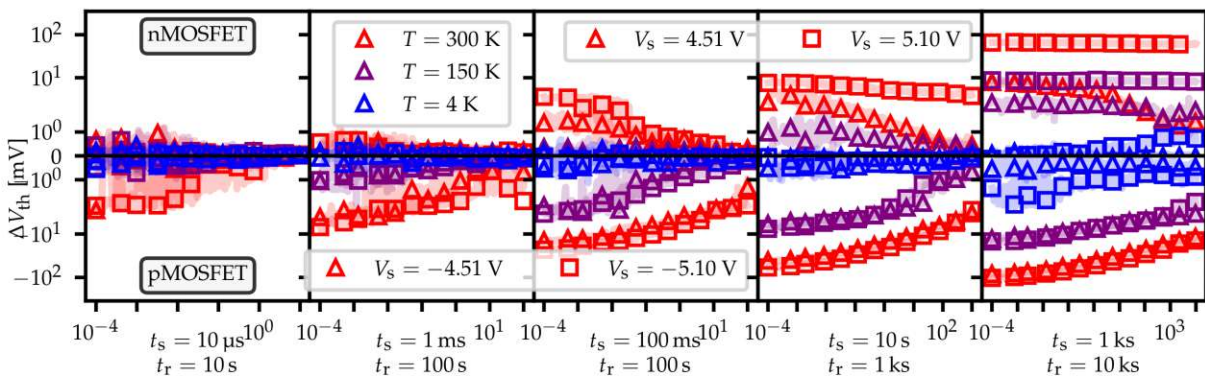 nMOSFET
T = 300 K
T = 150 K
T = 4 K
V_s = 4.51 V V_s = 5.10 V
10^2
10^1
10^0
0
10^0
10^1
-10^2
ΔV_th [mV]
pMOSFET
V_s = −4.51 V V_s = −5.10 V
10^-4 10^0 10^-4 10^1 10^-4 10^1 10^-4 10^2 10^-4 10^3
t_s = 10 µs t_s = 1 ms t_s = 100 ms t_s = 10 s t_s = 1 ks
t_r = 10 s t_r = 100 s t_r = 100 s t_r = 1 ks t_r = 10 ks